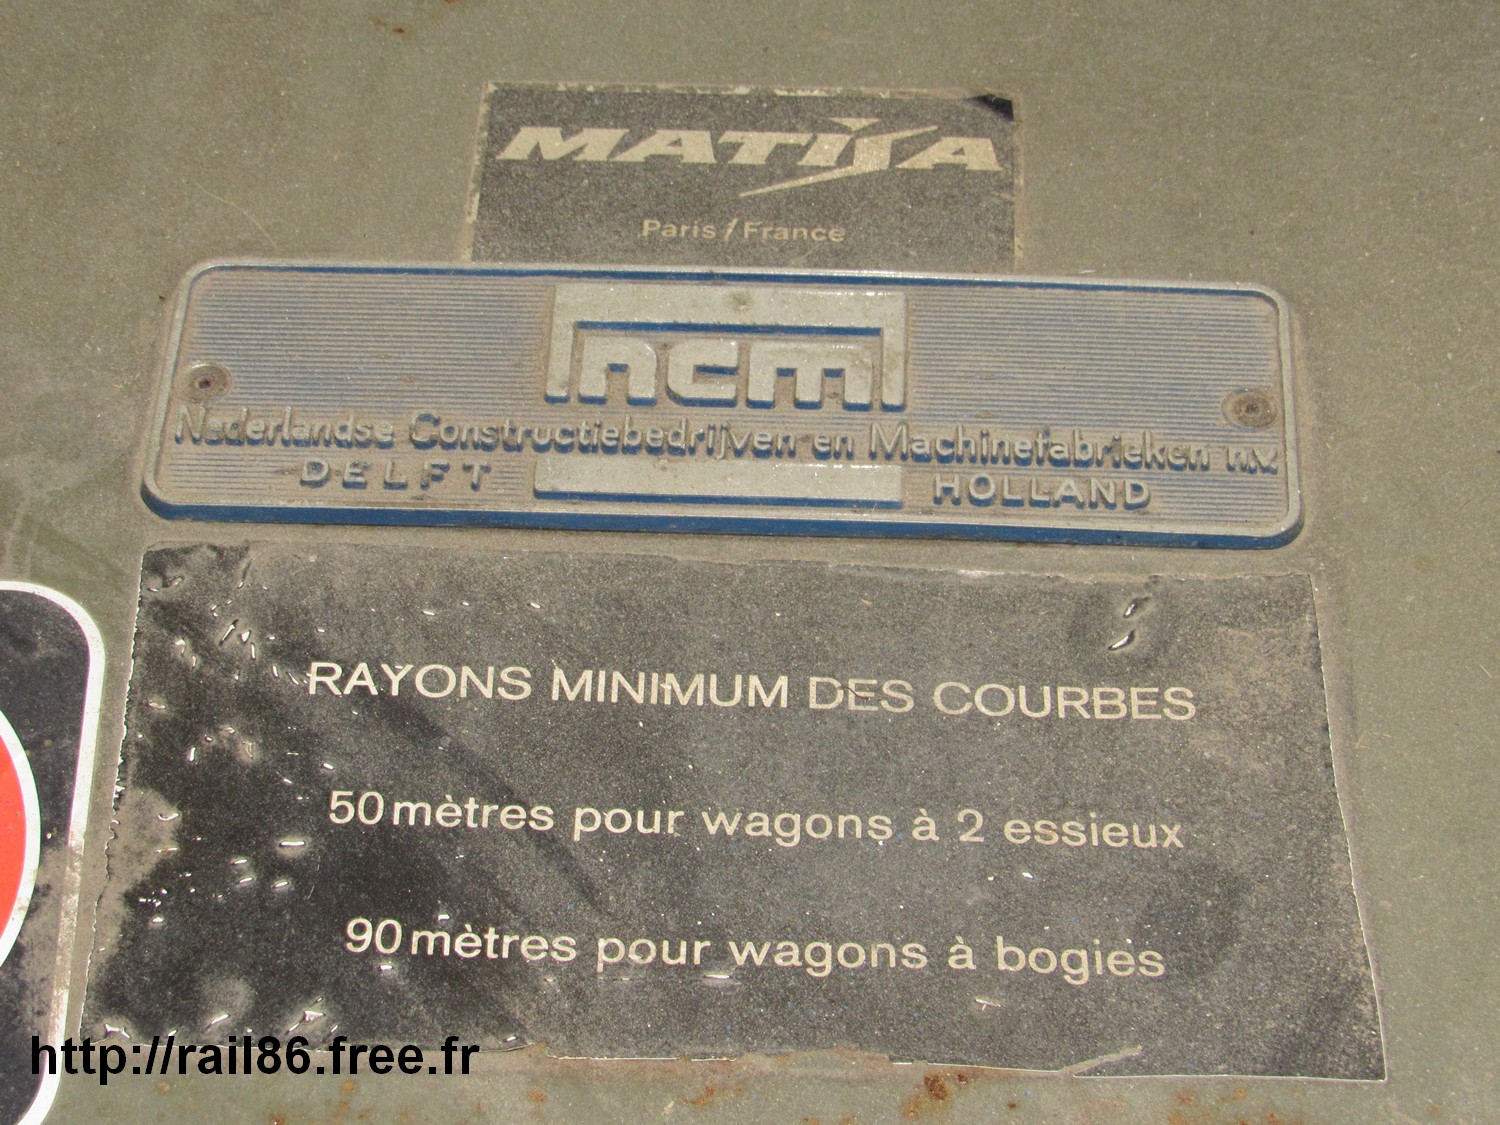 MATISA
Paris/France
ncm
Nederlandse Constructiebedrijven en Machinefabrieken n.v.
DELFT HOLLAND
RAYONS MINIMUM DES COURBES
50 mètres pour wagons à 2 essieux
90 mètres pour wagons à bogies
http://rail86.free.fr